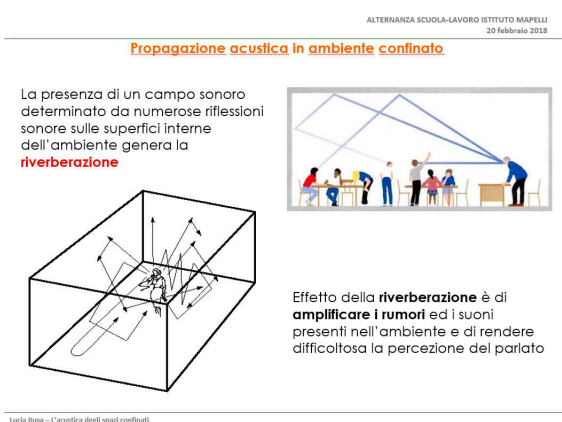 ALTERNANZA SCUOLA-LAVORO ISTITUTO MAPELLI
20 febbraio 2018
Propagazione acustica in ambiente confinato
La presenza di un campo sonoro
determinato da numerose riflessioni
sonore sulle superfici interne
dell'ambiente genera la
riverberazione
Effetto della riverberazione è di
amplificare i rumori ed i suoni
presenti nell'ambiente e di rendere
difficoltosa la percezione del parlato
Lucia Busa – L'acustica degli spazi confinati